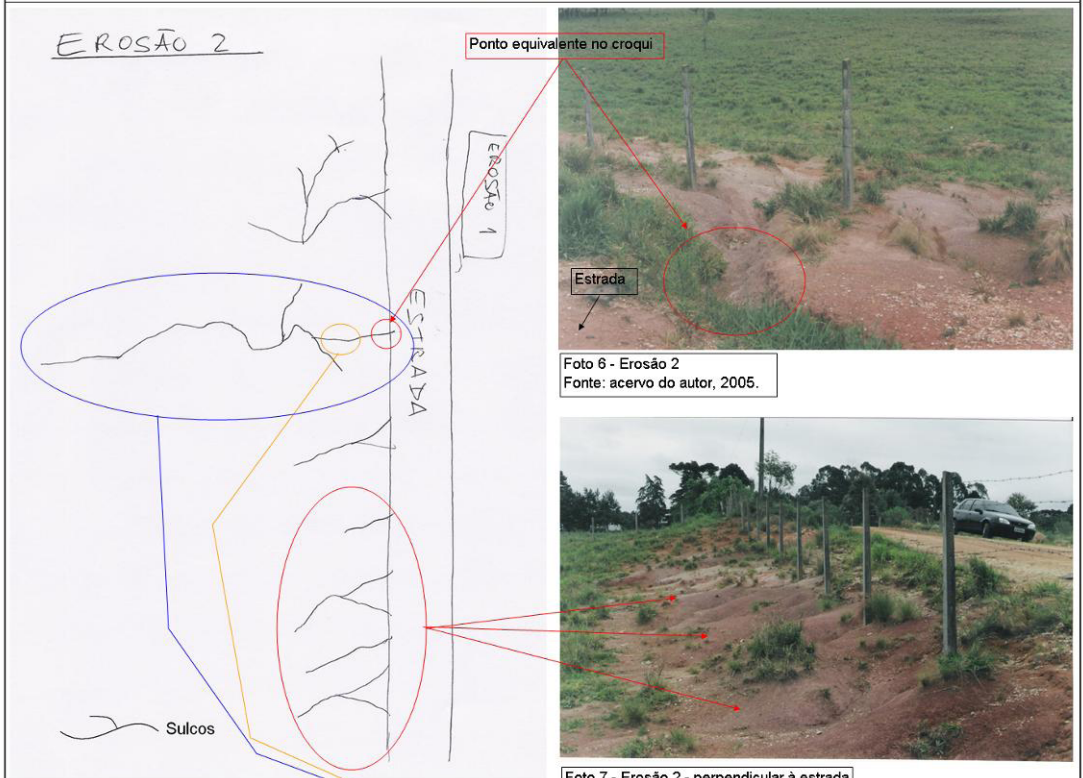 EROSÃO 2
Ponto equivalente no croqui
EROSÃO 1
ESTRADA
Sulcos
Estrada
Foto 6 - Erosão 2
Fonte: acervo do autor, 2005.
Foto 7 - Erosão 2 - perpendicular à estrada